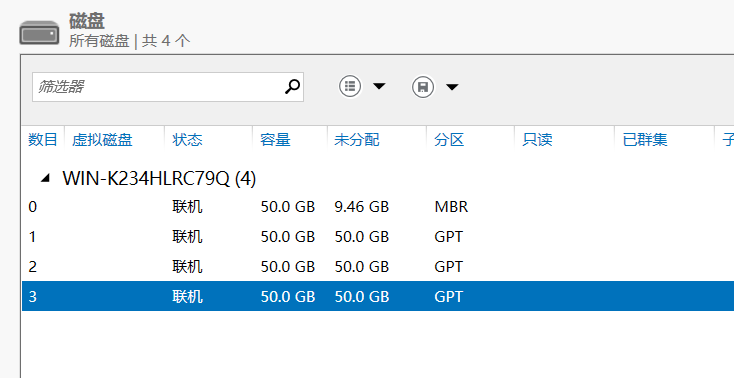 磁盘
所有磁盘 | 共 4 个
筛选器
数目 虚拟磁盘 状态 容量 未分配 分区 只读 已群集
WIN-K234HLRC79Q (4)
0 联机 50.0 GB 9.46 GB MBR
1 联机 50.0 GB 50.0 GB GPT
2 联机 50.0 GB 50.0 GB GPT
3 联机 50.0 GB 50.0 GB GPT